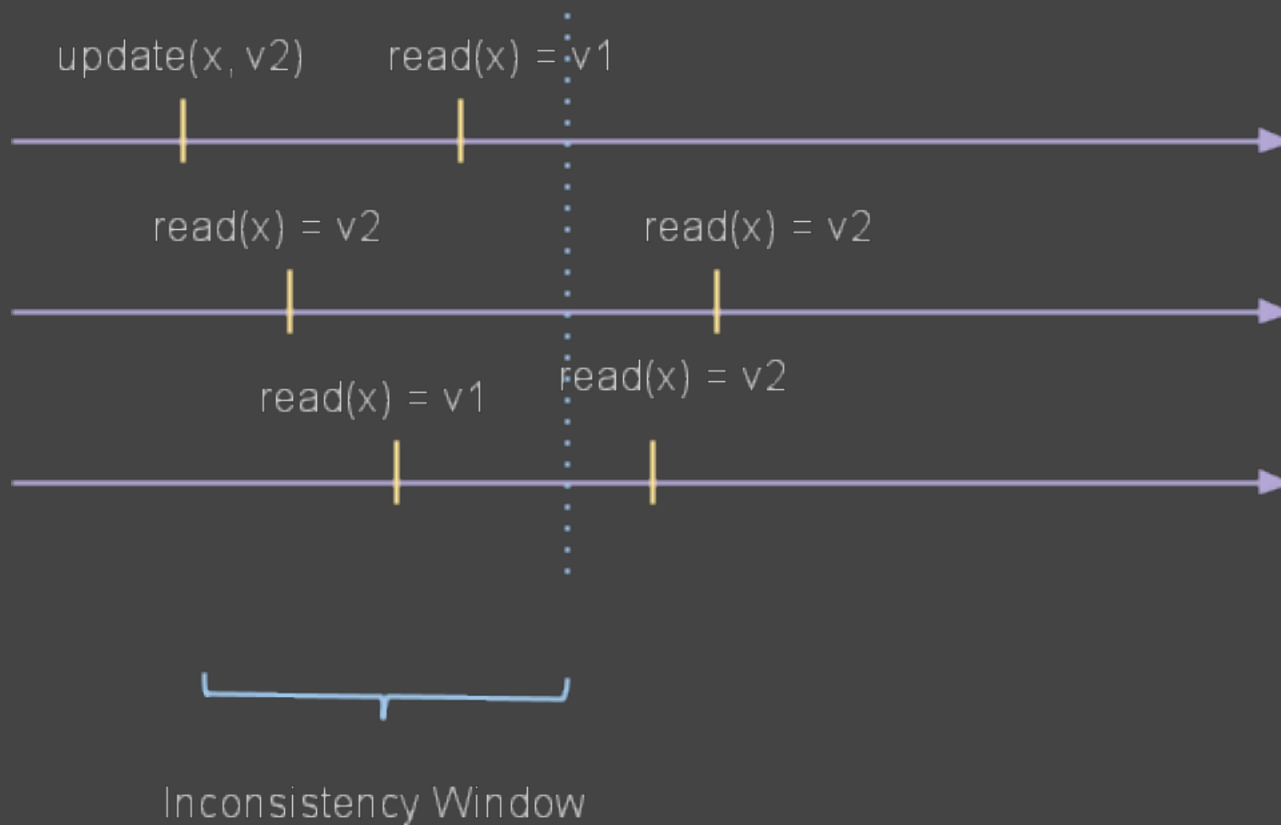 update(x, v2)
read(x) = v1
read(x) = v2
read(x) = v2
read(x) = v1
read(x) = v2
Inconsistency Window